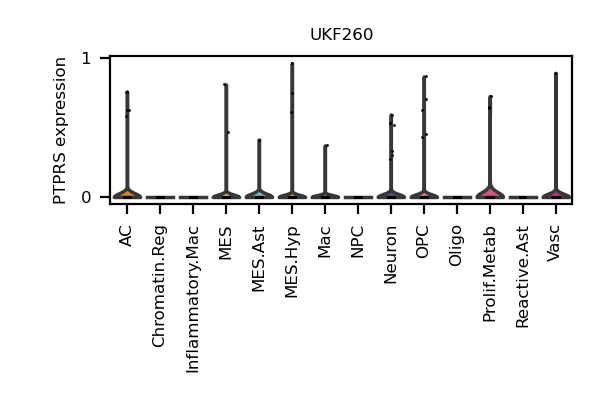 UKF260
PTPRS expression
1
0
AC
Chromatin.Reg
Inflammatory.Mac
MES
MES.Ast
MES.Hyp
Mac
NPC
Neuron
OPC
Oligo
Prolif.Metab
Reactive.Ast
Vasc